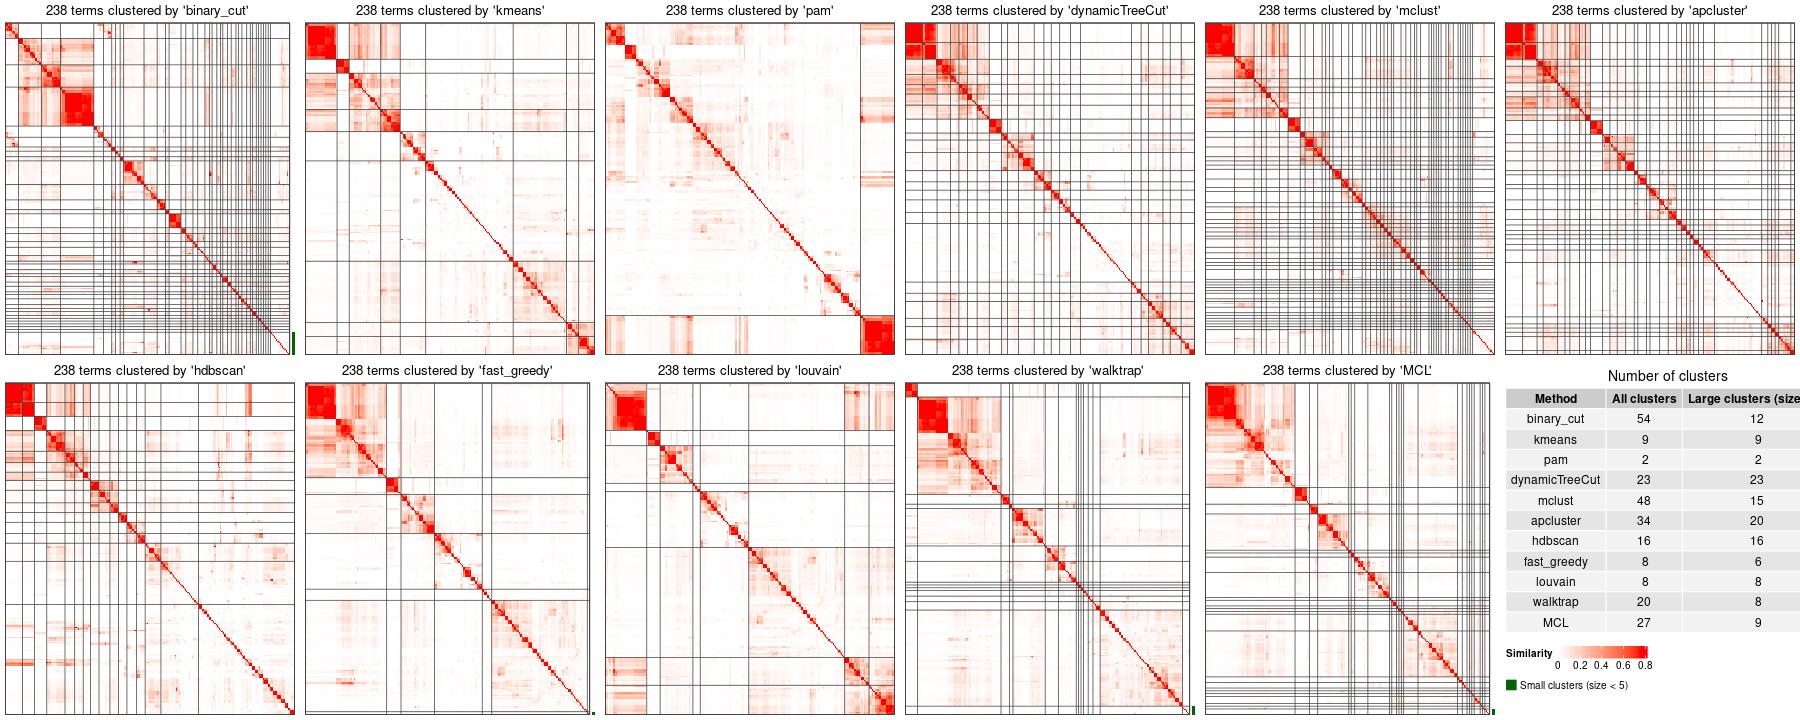 238 terms clustered by 'binary_cut'
238 terms clustered by 'kmeans'
238 terms clustered by 'pam'
238 terms clustered by 'dynamicTreeCut'
238 terms clustered by 'mclust'
238 terms clustered by 'apcluster'
238 terms clustered by 'hdbscan'
238 terms clustered by 'fast_greedy'
238 terms clustered by 'louvain'
238 terms clustered by 'walktrap'
238 terms clustered by 'MCL'
Number of clusters
Method All clusters Large clusters (size
binary_cut 54 12
kmeans 9 9
pam 2 2
dynamicTreeCut 23 23
mclust 48 15
apcluster 34 20
hdbscan 16 16
fast_greedy 8 6
louvain 8 8
walktrap 20 8
MCL 27 9
Similarity
0 0.2 0.4 0.6 0.8
Small clusters (size < 5)